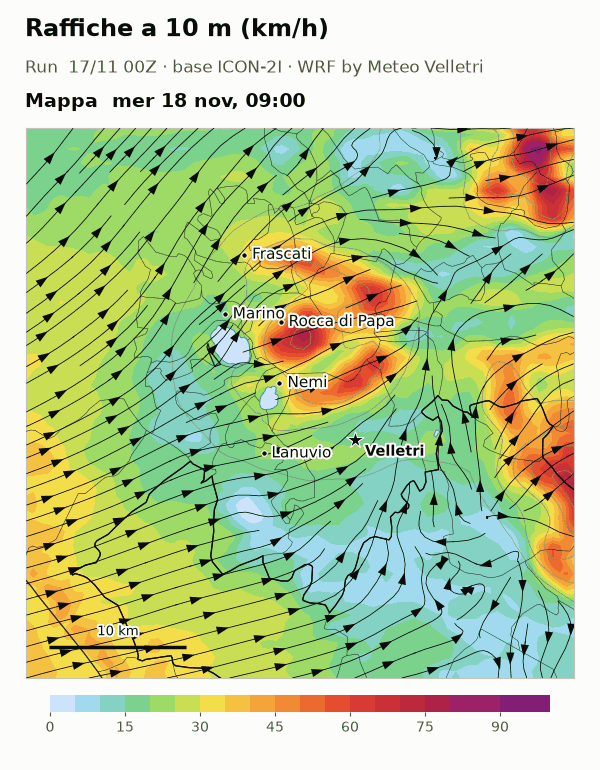 Raffiche a 10 m (km/h)
Run  17/11 00Z · base ICON-2I · WRF by Meteo Velletri
Mappa  mer 18 nov, 09:00
Frascati
Marino
Rocca di Papa
Nemi
Lanuvio
Velletri
10 km
0 15 30 45 60 75 90